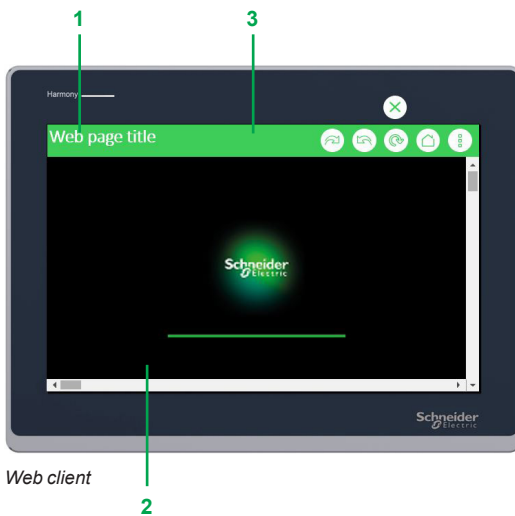 1
3
Harmony
Web page title
Schneider
Electric
Schneider
Electric
Web client
2